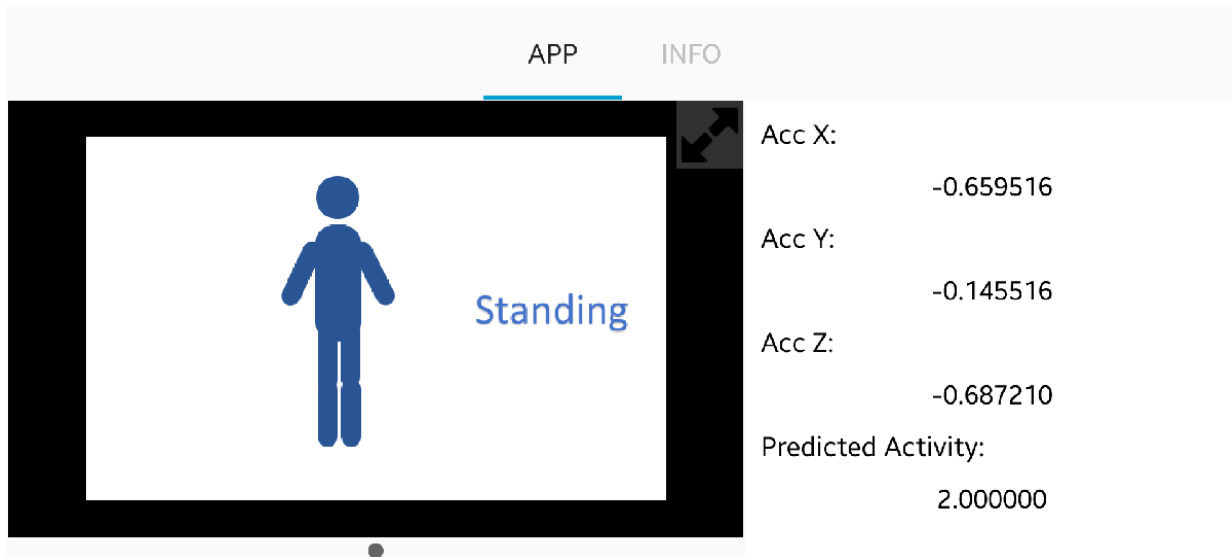 APP INFO
Standing
Acc X:
-0.659516
Acc Y:
-0.145516
Acc Z:
-0.687210
Predicted Activity:
2.000000